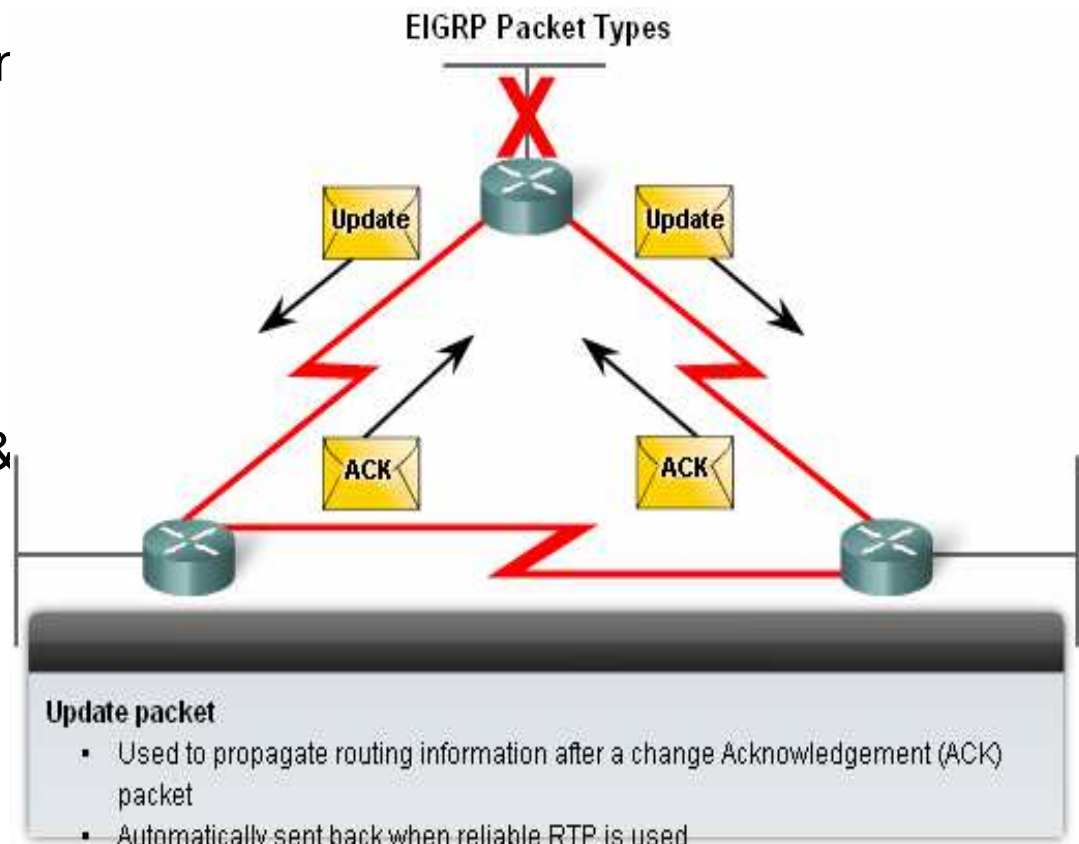 EIGRP Packet Types
r
Update
Update
&
ACK
ACK
Update packet
▪ Used to propagate routing information after a change Acknowledgement (ACK)
packet
▪ Automatically sent back when reliable RTP is used